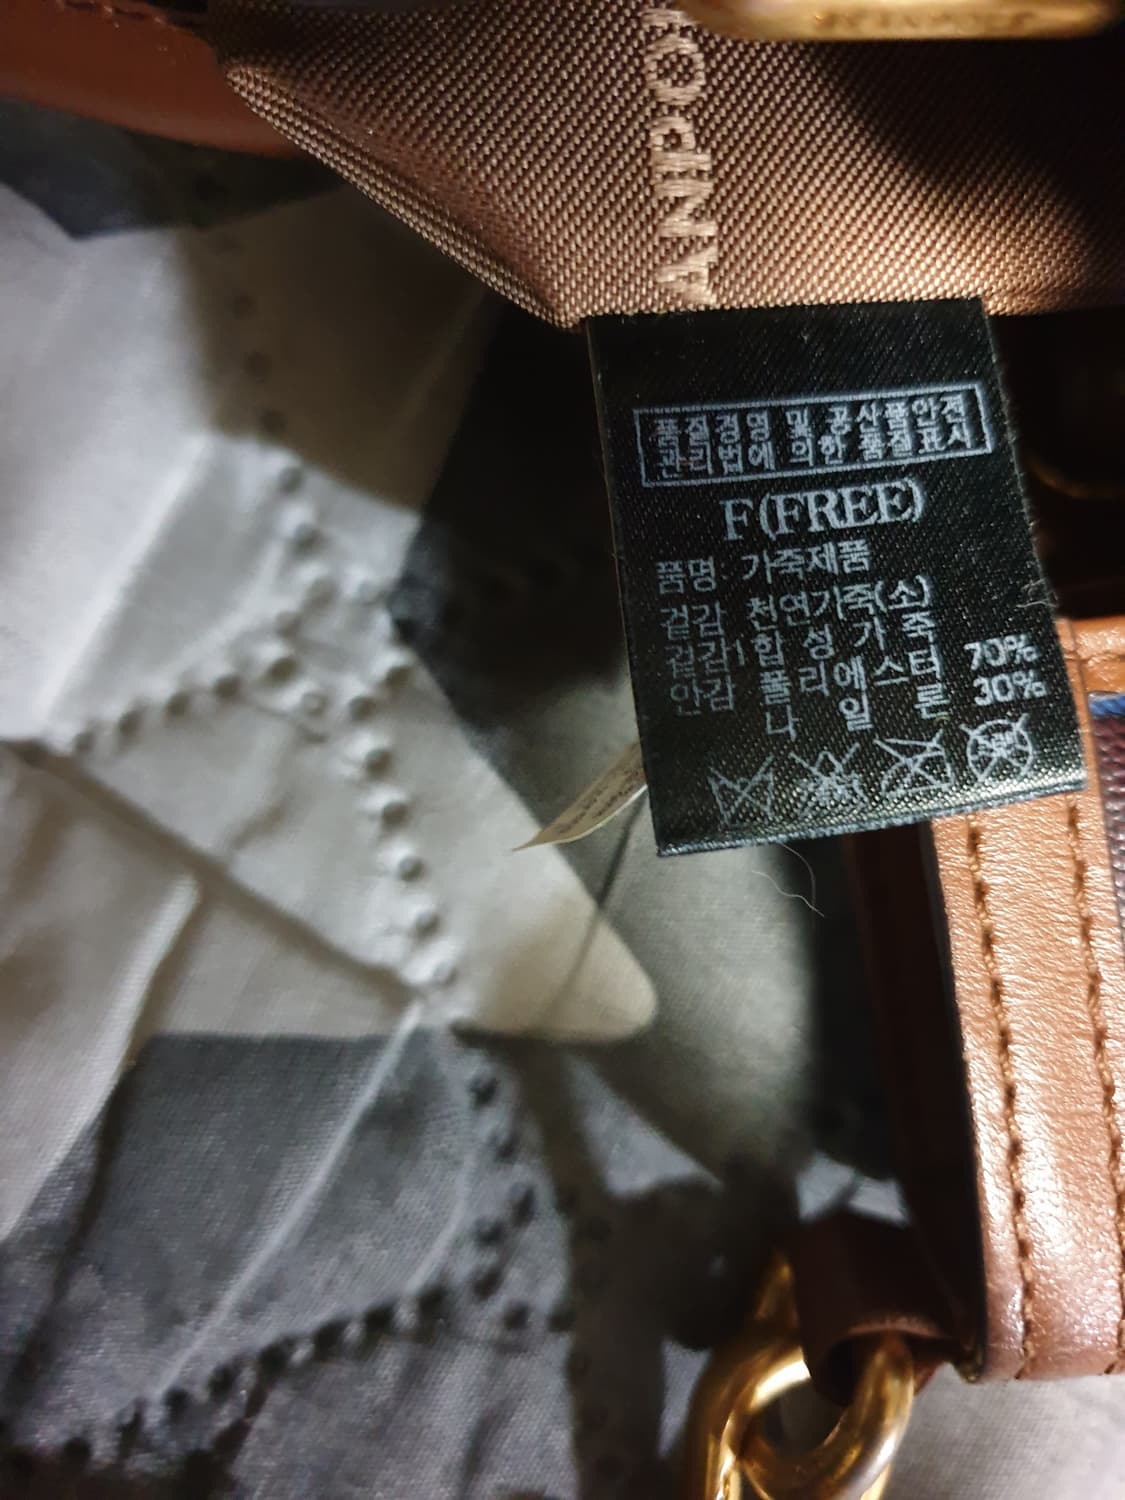 품질경영 및 공산품안전
관리법에 의한 품질표시
F(FREE)
품명 가죽제품
겉감 천연가죽(소)
겉감1 합 성 가 죽
안감 폴 리 에 스 터 70%
나 일 론 30%